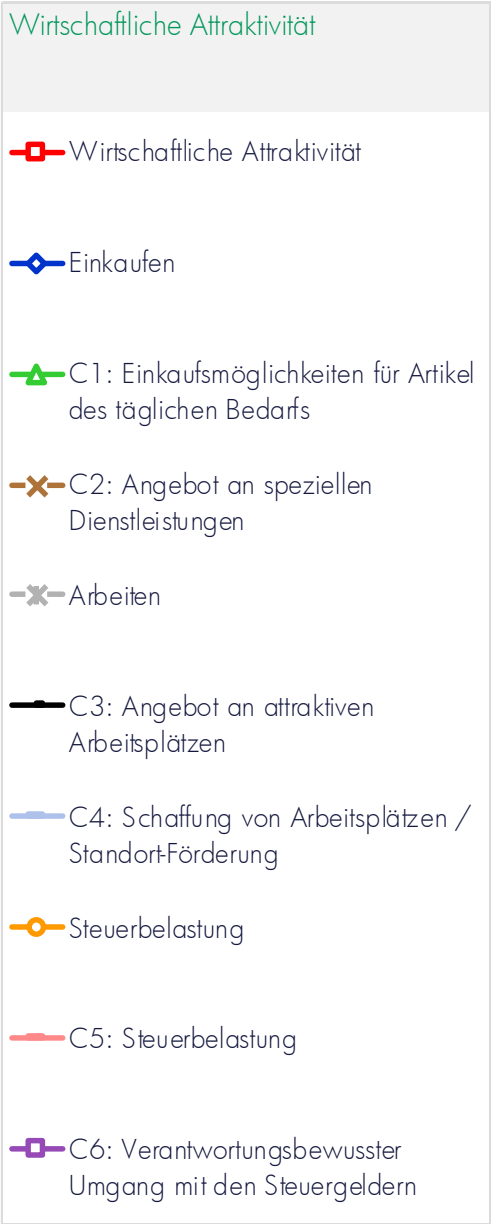 Wirtschaftliche Attraktivität
Wirtschaftliche Attraktivität
Einkaufen
C1: Einkaufsmöglichkeiten für Artikel
des täglichen Bedarfs
C2: Angebot an speziellen
Dienstleistungen
Arbeiten
C3: Angebot an attraktiven
Arbeitsplätzen
C4: Schaffung von Arbeitsplätzen /
Standort-Förderung
Steuerbelastung
C5: Steuerbelastung
C6: Verantwortungsbewusster
Umgang mit den Steuergeldern